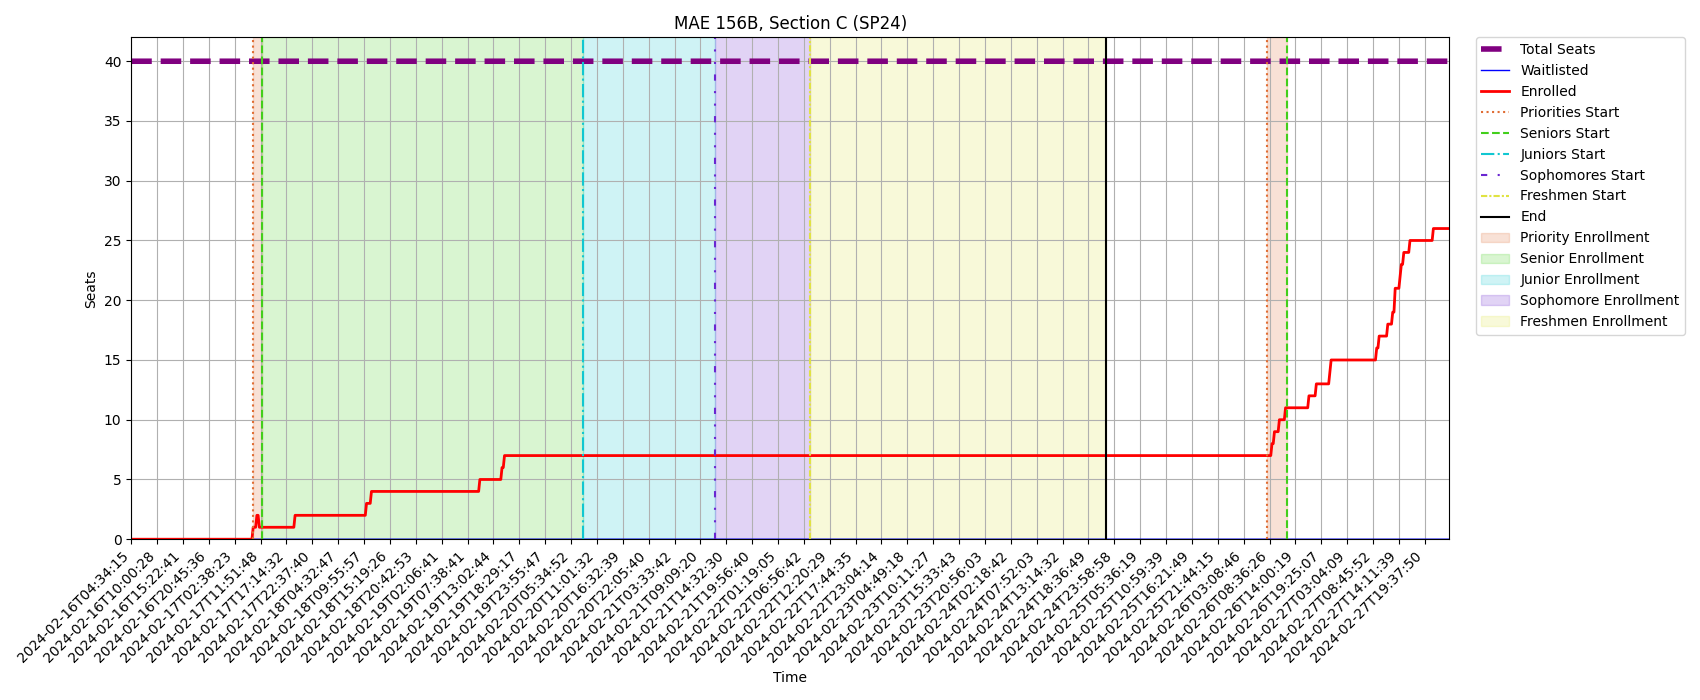 MAE 156B, Section C (SP24)
Seats
40
35
30
25
20
15
10
5
0
2024-02-16T04:34:15
2024-02-16T10:00:28
2024-02-16T15:22:41
2024-02-16T20:45:36
2024-02-17T02:38:23
2024-02-17T11:51:48
2024-02-17T17:14:32
2024-02-17T22:37:40
2024-02-18T04:32:47
2024-02-18T09:55:57
2024-02-18T15:19:26
2024-02-18T20:42:53
2024-02-19T02:06:41
2024-02-19T07:38:41
2024-02-19T13:02:44
2024-02-19T18:29:17
2024-02-19T23:55:47
2024-02-20T05:34:52
2024-02-20T11:01:32
2024-02-20T16:32:39
2024-02-20T22:05:40
2024-02-21T03:33:42
2024-02-21T09:09:20
2024-02-21T14:32:30
2024-02-21T19:56:40
2024-02-22T01:19:05
2024-02-22T06:56:42
2024-02-22T12:20:29
2024-02-22T17:44:35
2024-02-22T23:04:14
2024-02-23T04:49:18
2024-02-23T10:11:27
2024-02-23T15:33:43
2024-02-23T20:56:03
2024-02-24T02:18:42
2024-02-24T07:52:03
2024-02-24T13:14:32
2024-02-24T18:36:49
2024-02-24T23:58:58
2024-02-25T05:36:19
2024-02-25T10:59:39
2024-02-25T16:21:49
2024-02-25T21:44:15
2024-02-26T03:08:46
2024-02-26T08:36:26
2024-02-26T14:00:19
2024-02-26T19:25:07
2024-02-27T03:04:09
2024-02-27T08:45:52
2024-02-27T14:11:39
2024-02-27T19:37:50
Time
Total Seats
Waitlisted
Enrolled
Priorities Start
Seniors Start
Juniors Start
Sophomores Start
Freshmen Start
End
Priority Enrollment
Senior Enrollment
Junior Enrollment
Sophomore Enrollment
Freshmen Enrollment